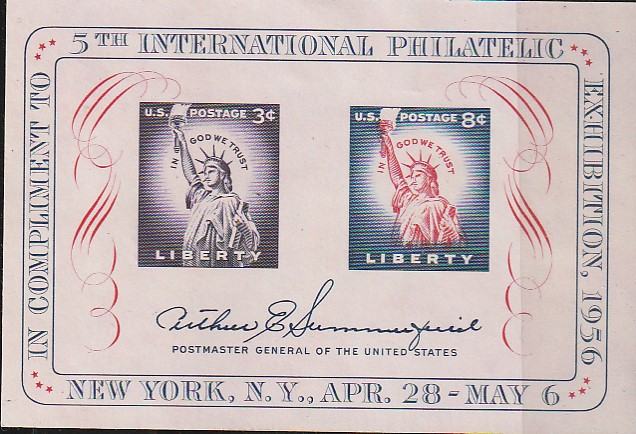 IN COMPLIMENT TO
5TH INTERNATIONAL PHILATELIC
EXHIBITION, 1956
U.S. POSTAGE 3¢
IN GOD WE TRUST
LIBERTY
U.S. POSTAGE 8¢
IN GOD WE TRUST
LIBERTY
Arthur E Summerfield
POSTMASTER GENERAL OF THE UNITED STATES
NEW YORK, N.Y., APR. 28-MAY 6